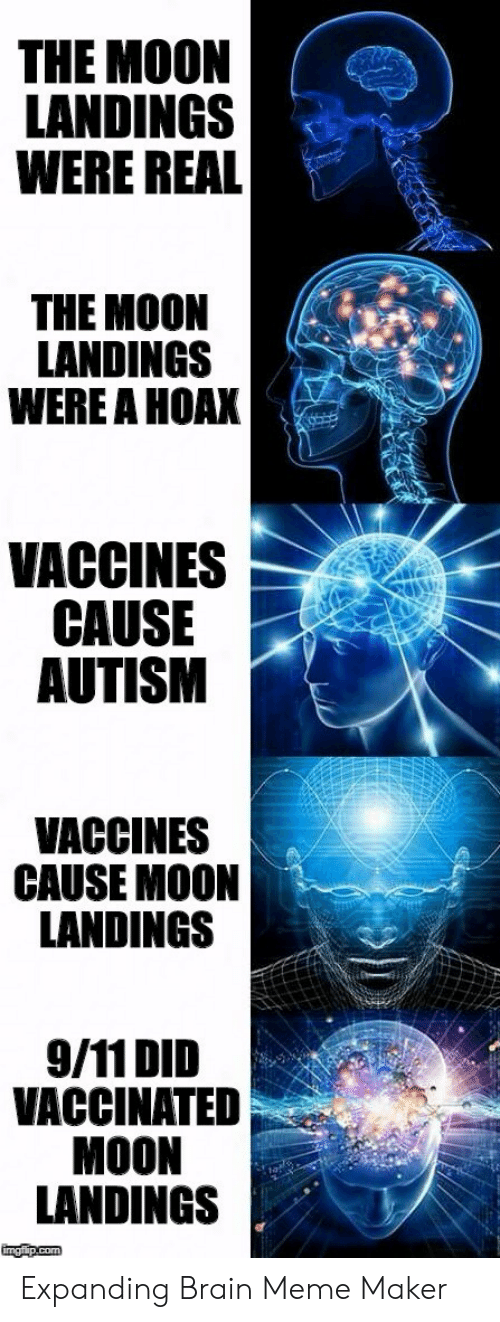 THE MOON
LANDINGS
WERE REAL
THE MOON
LANDINGS
WERE A HOAX
VACCINES
CAUSE
AUTISM
VACCINES
CAUSE MOON
LANDINGS
9/11 DID
VACCINATED
MOON
LANDINGS
imgflip.com
Expanding Brain Meme Maker